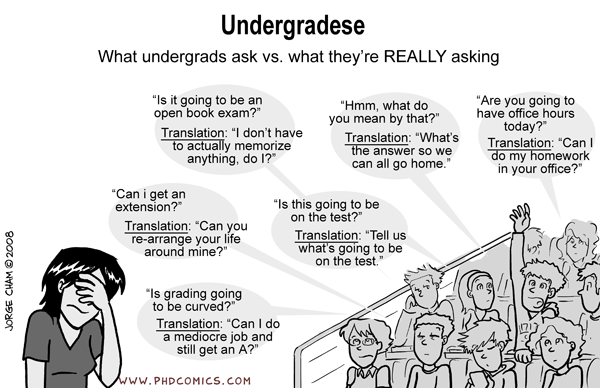 Undergradese
What undergrads ask vs. what they're REALLY asking
"Is it going to be an
open book exam?"
Translation: "I don't have
to actually memorize
anything, do I?"
"Hmm, what do
you mean by that?"
Translation: "What's
the answer so we
can all go home."
"Are you going to
have office hours
today?"
Translation: "Can I
do my homework
in your office?"
"Can i get an
extension?"
Translation: "Can you
re-arrange your life
around mine?"
"Is this going to be
on the test?"
Translation: "Tell us
what's going to be
on the test."
"Is grading going
to be curved?"
Translation: "Can I do
a mediocre job and
still get an A?"
JORGE CHAM © 2008
WWW.PHDCOMICS.COM